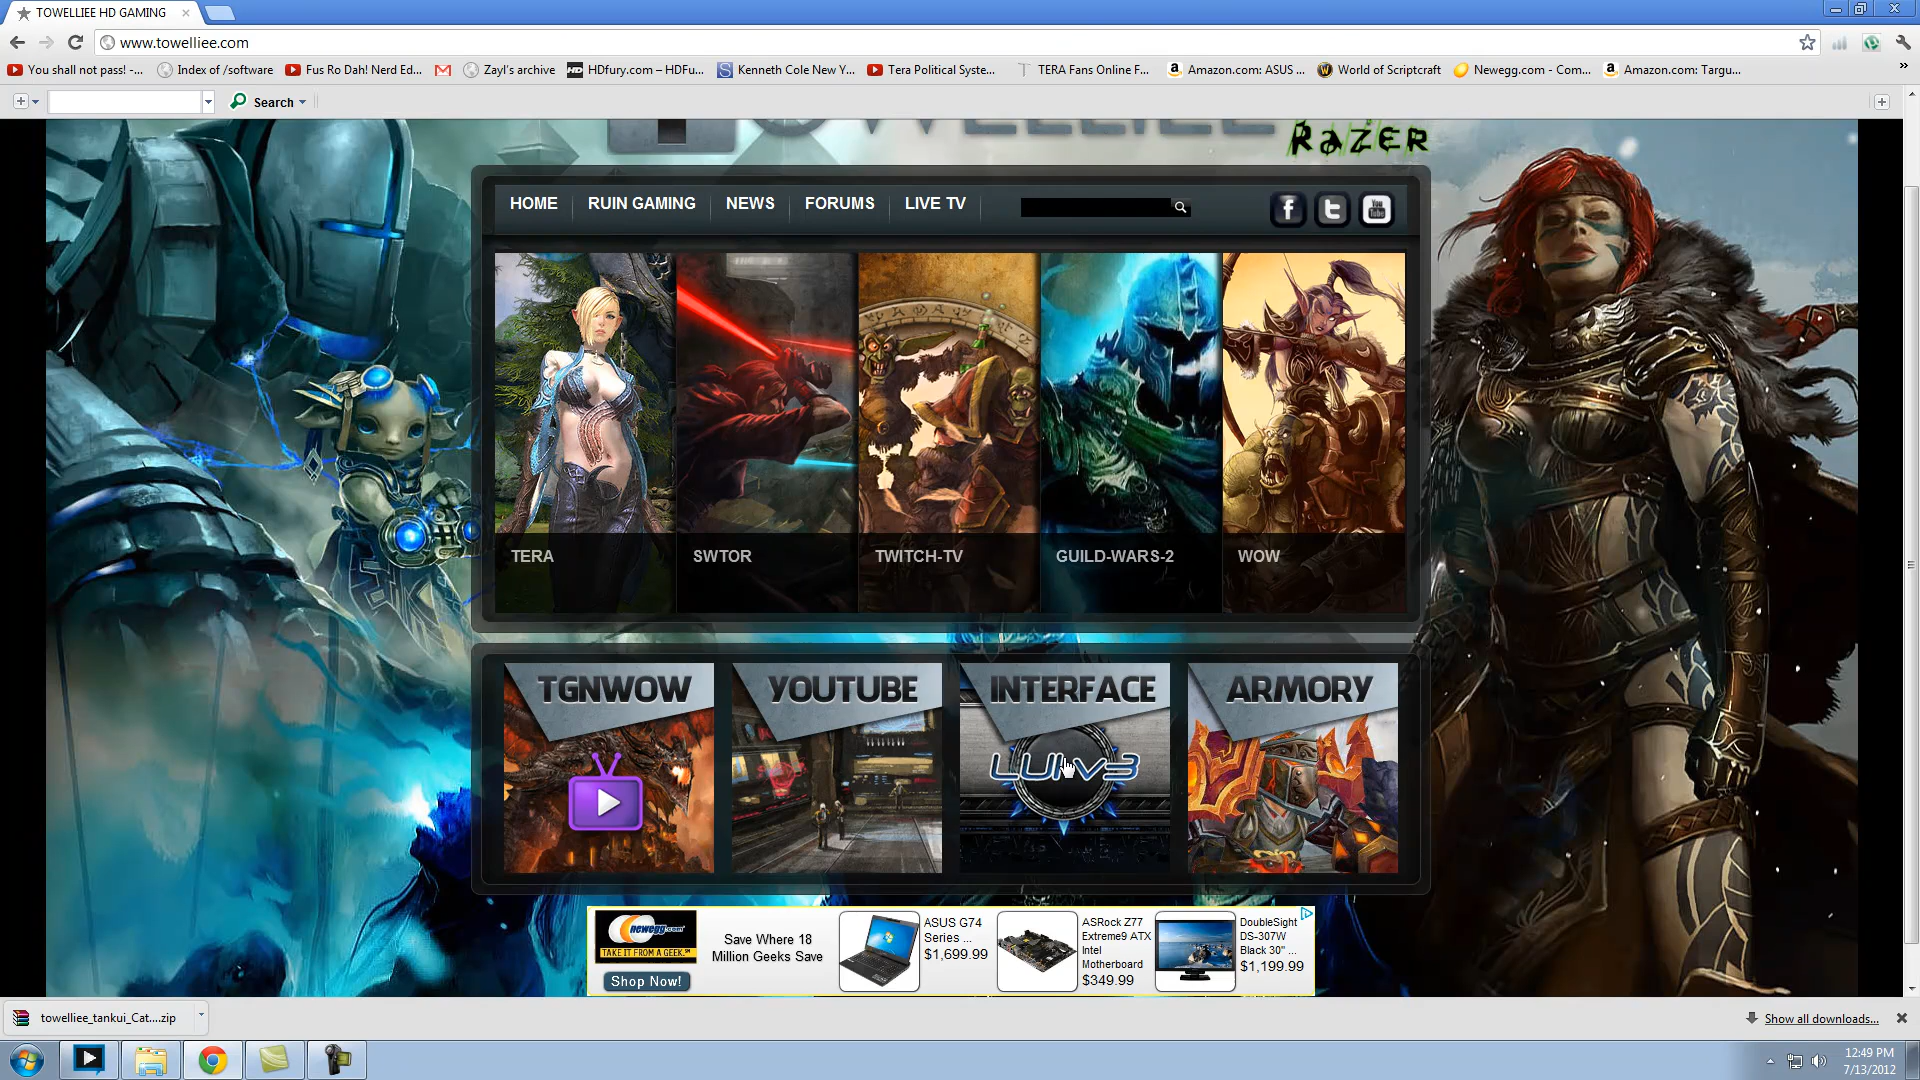 TOWELLIEE HD GAMING
www.towelliee.com
You shall not pass! -...
Index of /software
Fus Ro Dah! Nerd Ed...
Zayl's archive
HDfury.com – HDFu...
Kenneth Cole New Y...
Tera Political Syste...
TERA Fans Online F...
Amazon.com: ASUS ...
World of Scriptcraft
Newegg.com - Com...
Amazon.com: Targu...
Search
TOWELLIEE
RAZER
HOME
RUIN GAMING
NEWS
FORUMS
LIVE TV
TERA
SWTOR
TWITCH-TV
GUILD-WARS-2
WOW
TGNWOW
YOUTUBE
INTERFACE
ARMORY
LUI v3
newegg.com
TAKE IT FROM A GEEK.
Shop Now!
Save Where 18
Million Geeks Save
ASUS G74
Series ...
$1,699.99
ASRock Z77
Extreme9 ATX
Intel
Motherboard
$349.99
DoubleSight
DS-307W
Black 30" ...
$1,199.99
towelliee_tankui_Cat....zip
Show all downloads...
12:49 PM
7/13/2012